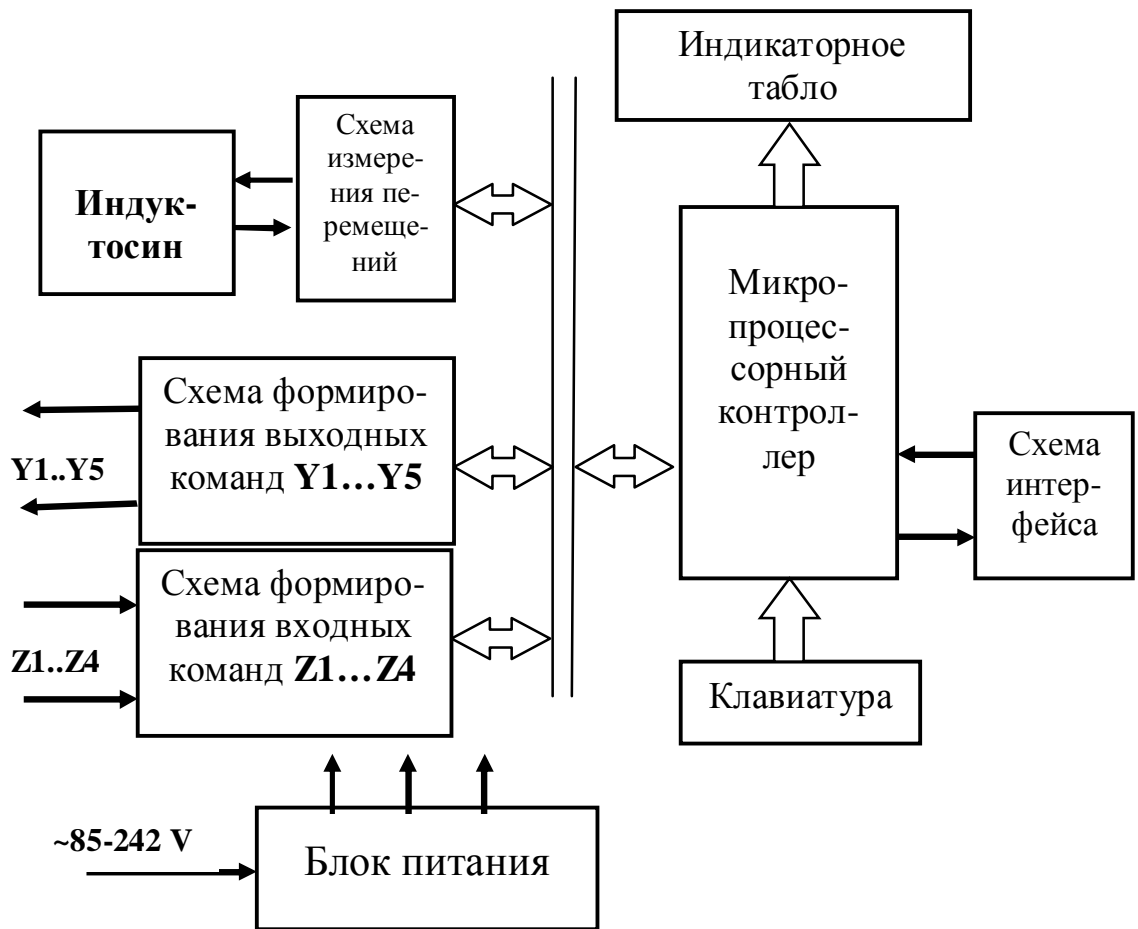 Индикаторное
табло
Схема
измере-
ния пе-
ремеще-
ний
Индук-
тосин
Микро-
процес-
сорный
контрол-
лер
Схема формиро-
вания выходных
команд Y1…Y5
Y1..Y5
Схема
интер-
фейса
Схема формиро-
вания входных
команд Z1…Z4
Z1..Z4
Клавиатура
~85-242 V
Блок питания